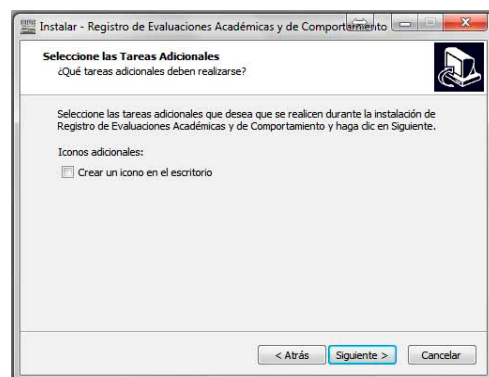 Instalar - Registro de Evaluaciones Académicas y de Comportamiento
Seleccione las Tareas Adicionales
¿Qué tareas adicionales deben realizarse?
Seleccione las tareas adicionales que desea que se realicen durante la instalación de
Registro de Evaluaciones Académicas y de Comportamiento y haga clic en Siguiente.
Iconos adicionales:
Crear un icono en el escritorio
< Atrás
Siguiente >
Cancelar